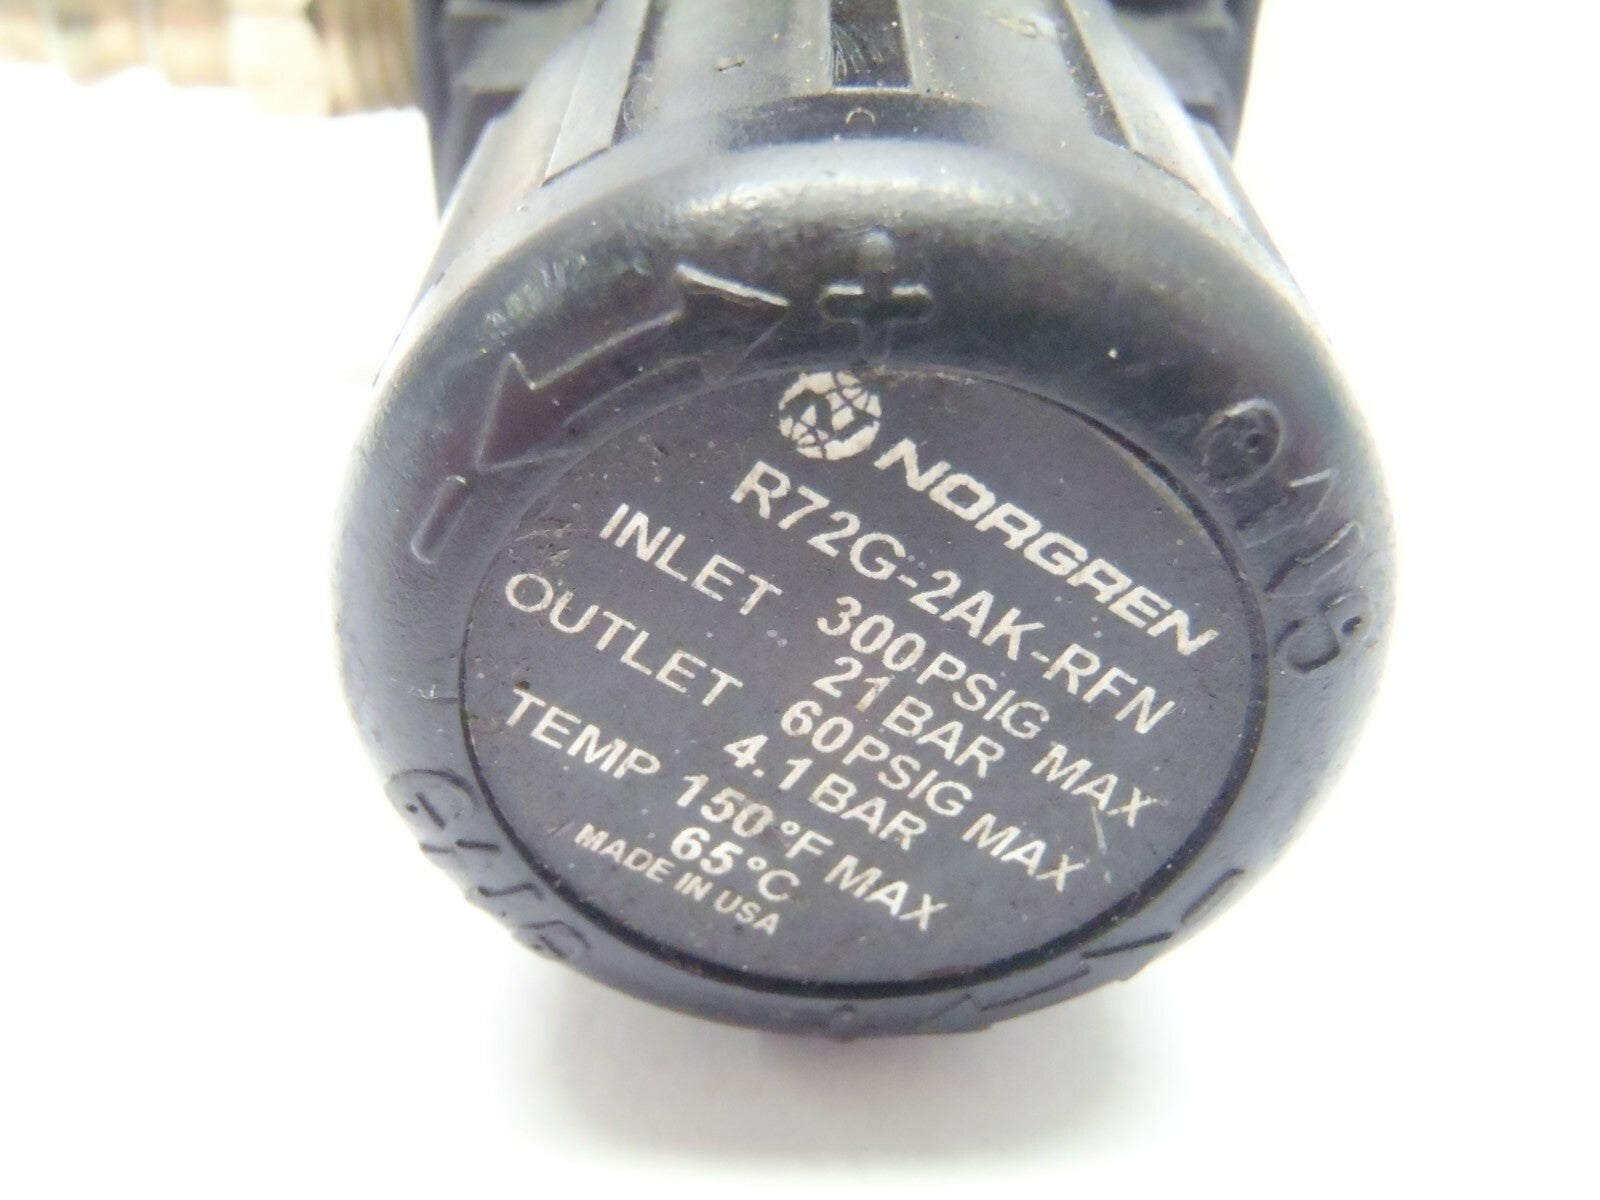 NORGREN
R72G-2AK-RFN
INLET 300PSIG MAX
21BAR
OUTLET 60PSIG MAX
4.1BAR
TEMP 150°F MAX
65°C
MADE IN USA
+
-